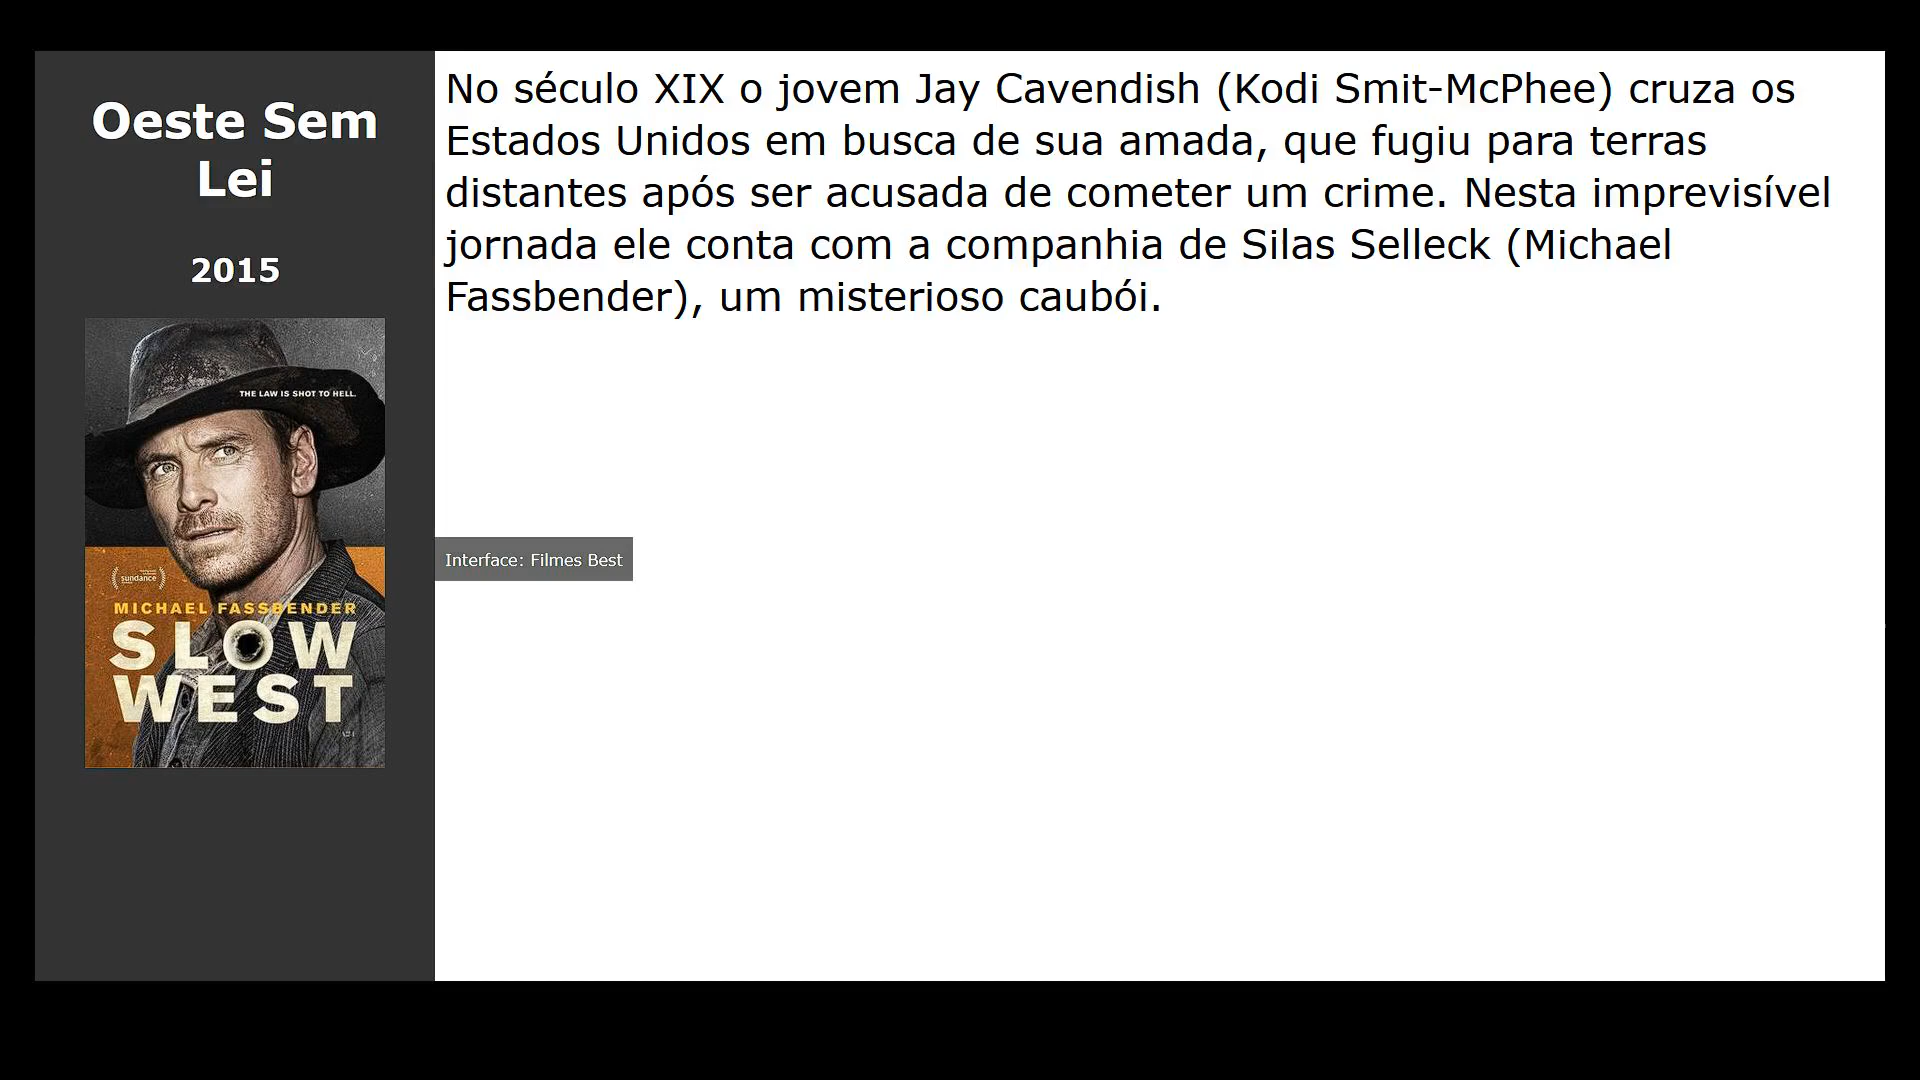 Oeste Sem
Lei
2015
THE LAW IS SHOT TO HELL.
sundance
MICHAEL FASSBENDER
SLOW
WEST
No século XIX o jovem Jay Cavendish (Kodi Smit-McPhee) cruza os
Estados Unidos em busca de sua amada, que fugiu para terras
distantes após ser acusada de cometer um crime. Nesta imprevisível
jornada ele conta com a companhia de Silas Selleck (Michael
Fassbender), um misterioso caubói.
Interface: Filmes Best